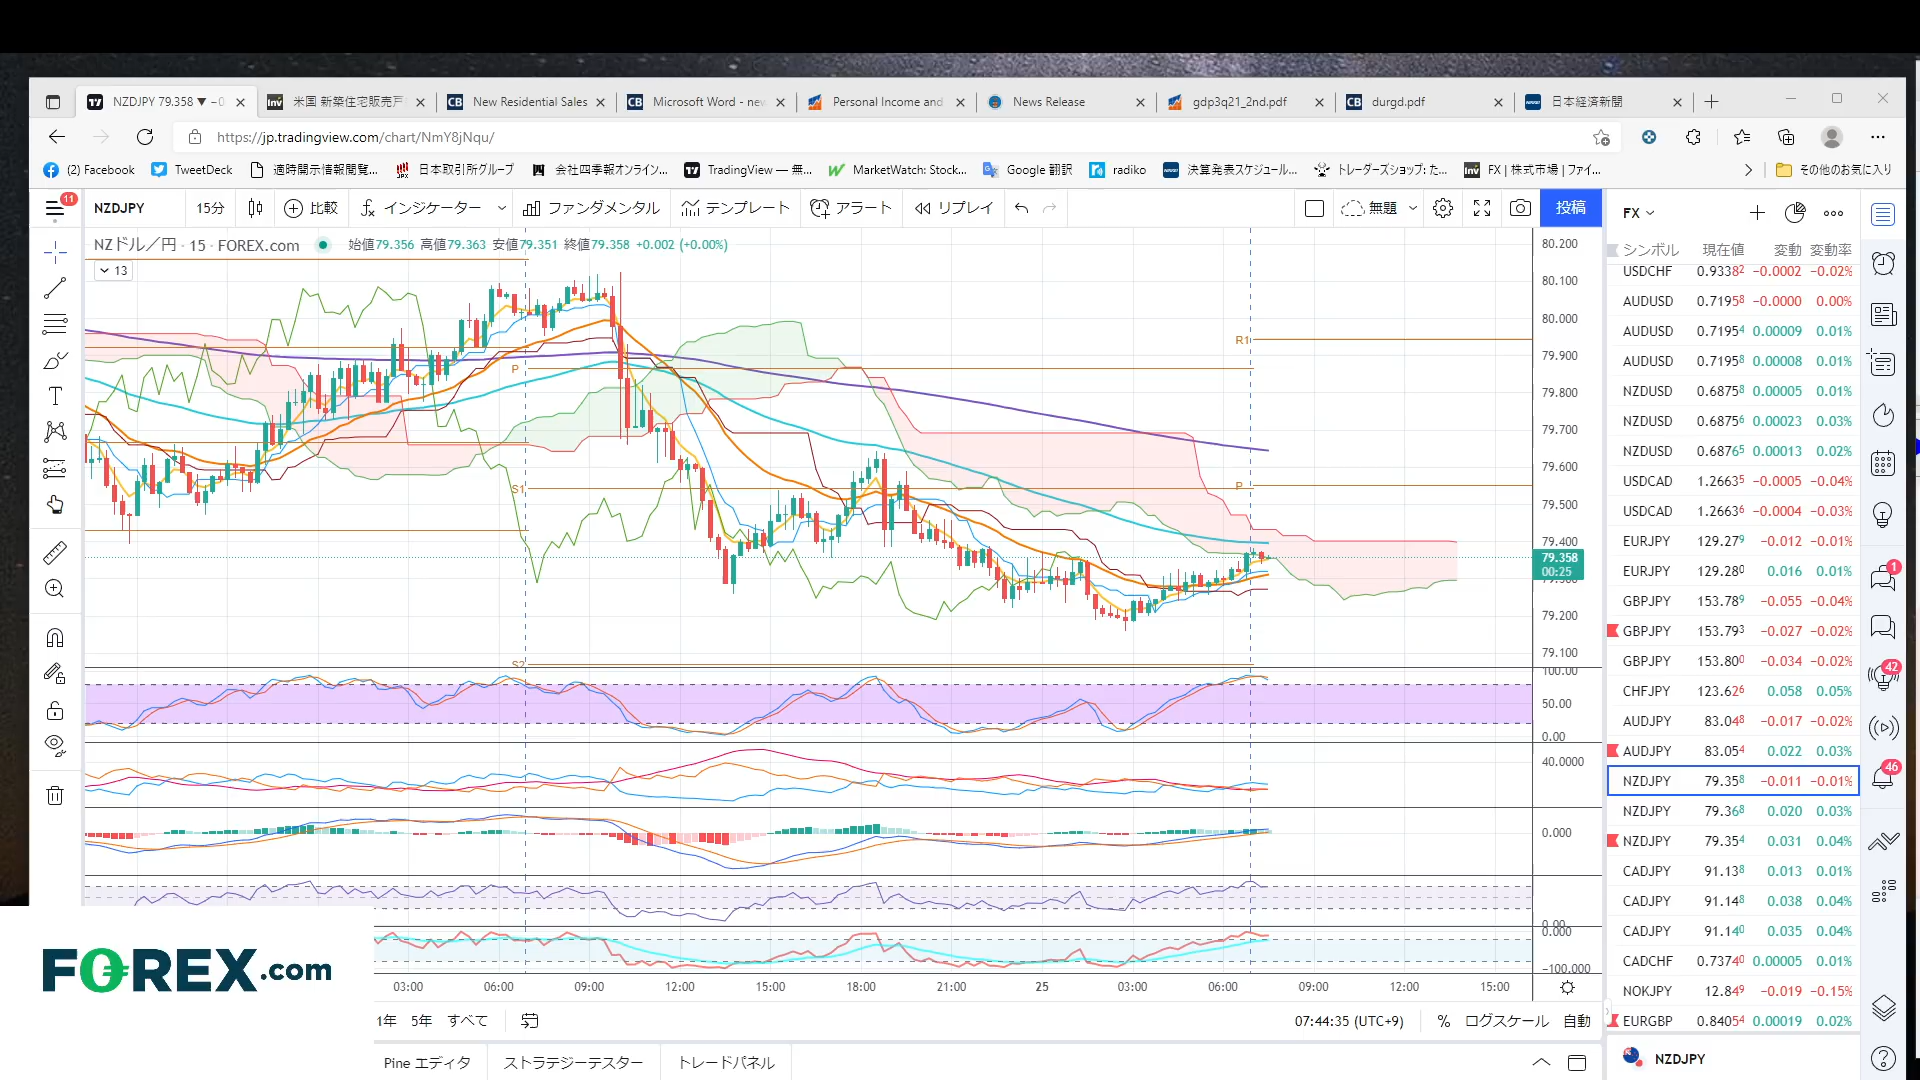 NZDJPY 79.358 ▼ −0
米国 新築住宅販売戸
New Residential Sales
Microsoft Word - new
Personal Income and
News Release
gdp3q21_2nd.pdf
durgd.pdf
日本経済新聞
https://jp.tradingview.com/chart/NmY8jNqu/
(2) Facebook
TweetDeck
適時開示情報閲覧...
日本取引所グループ
会社四季報オンライン...
TradingView — 無...
MarketWatch: Stock...
Google 翻訳
radiko
決算発表スケジュール...
トレーダーズショップ: た...
FX | 株式市場 | ファイ...
その他のお気に入り
11
NZDJPY
15分
比較
インジケーター
ファンダメンタル
テンプレート
アラート
リプレイ
無題
投稿
NZドル／円 · 15 · FOREX.com
始値79.356 高値79.363 安値79.351 終値79.358 +0.002 (+0.00%)
13
80.200
80.100
80.000
79.900
79.800
79.700
79.600
79.500
79.400
79.358
00:25
79.300
79.200
79.100
R1
P
P
S1
S2
100.00
50.00
0.00
40.0000
0.000
0.00
0.000
−100.000
03:00 06:00 09:00 12:00 15:00 18:00 21:00 25 03:00 06:00 09:00 12:00 15:00
1年 5年 すべて
07:44:35 (UTC+9) % ログスケール 自動
Pine エディタ ストラテジーテスター トレードパネル
FOREX.com
FX
シンボル 現在値 変動 変動率
USDCHF 0.93382 −0.0002 −0.02%
AUDUSD 0.71958 −0.0000 0.00%
AUDUSD 0.71954 0.00009 0.01%
AUDUSD 0.71958 0.00008 0.01%
NZDUSD 0.68758 0.00005 0.01%
NZDUSD 0.68756 0.00023 0.03%
NZDUSD 0.68765 0.00013 0.02%
USDCAD 1.26635 −0.0005 −0.04%
USDCAD 1.26636 −0.0004 −0.03%
EURJPY 129.279 −0.012 −0.01%
EURJPY 129.280 0.016 0.01%
GBPJPY 153.789 −0.055 −0.04%
GBPJPY 153.793 −0.027 −0.02%
GBPJPY 153.800 −0.034 −0.02%
CHFJPY 123.626 0.058 0.05%
AUDJPY 83.048 −0.017 −0.02%
AUDJPY 83.054 0.022 0.03%
NZDJPY 79.358 −0.011 −0.01%
NZDJPY 79.368 0.020 0.03%
NZDJPY 79.354 0.031 0.04%
CADJPY 91.138 0.013 0.01%
CADJPY 91.148 0.038 0.04%
CADJPY 91.140 0.035 0.04%
CADCHF 0.73740 0.00005 0.01%
NOKJPY 12.849 −0.019 −0.15%
EURGBP 0.84054 0.00019 0.02%
NZDJPY
1
42
46